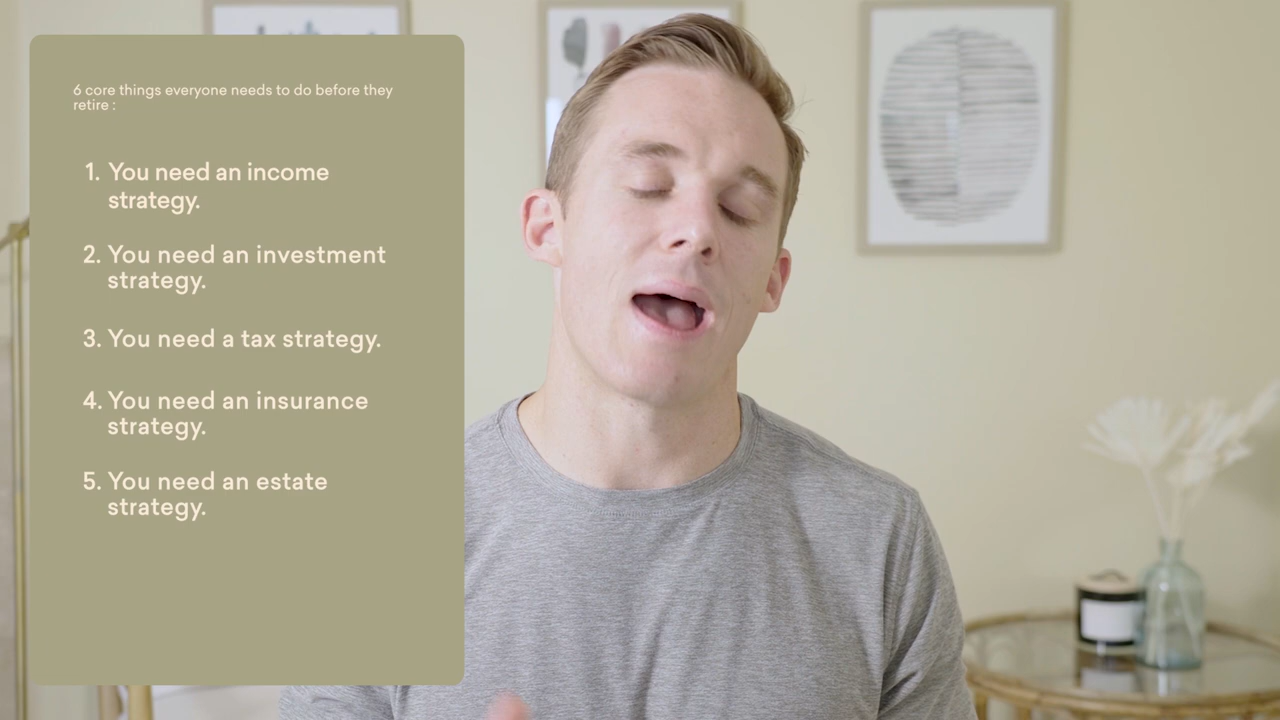 6 core things everyone needs to do before they
retire :
1. You need an income
strategy.
2. You need an investment
strategy.
3. You need a tax strategy.
4. You need an insurance
strategy.
5. You need an estate
strategy.